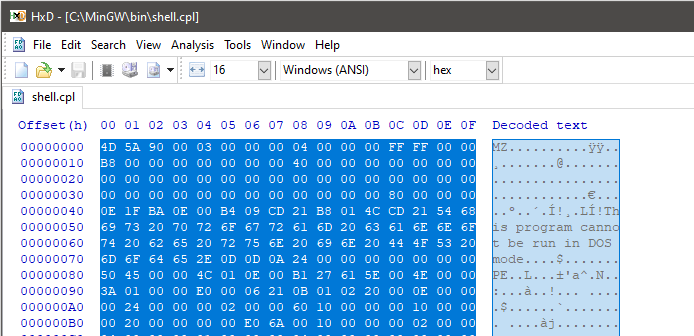 HxD - [C:\MinGW\bin\shell.cpl]
File Edit Search View Analysis Tools Window Help
16 Windows (ANSI) hex
shell.cpl
Offset(h) 00 01 02 03 04 05 06 07 08 09 0A 0B 0C 0D 0E 0F Decoded text
00000000 4D 5A 90 00 03 00 00 00 04 00 00 00 FF FF 00 00 MZ..........ÿÿ..
00000010 B8 00 00 00 00 00 00 00 40 00 00 00 00 00 00 00 ¸.......@.......
00000020 00 00 00 00 00 00 00 00 00 00 00 00 00 00 00 00 ................
00000030 00 00 00 00 00 00 00 00 00 00 00 00 80 00 00 00 ............€...
00000040 0E 1F BA 0E 00 B4 09 CD 21 B8 01 4C CD 21 54 68 ..º..´.Í!¸.LÍ!Th
00000050 69 73 20 70 72 6F 67 72 61 6D 20 63 61 6E 6E 6F is program canno
00000060 74 20 62 65 20 72 75 6E 20 69 6E 20 44 4F 53 20 t be run in DOS
00000070 6D 6F 64 65 2E 0D 0D 0A 24 00 00 00 00 00 00 00 mode....$.......
00000080 50 45 00 00 4C 01 0E 00 B1 27 61 5E 00 4E 00 00 PE..L...±'a^.N..
00000090 3A 01 00 00 E0 00 06 21 0B 01 02 20 00 0E 00 00 :...à..!... ....
000000A0 00 24 00 00 00 02 00 00 60 10 00 00 00 10 00 00 .$......`.......
000000B0 00 20 00 00 00 00 E0 6A 00 10 00 00 00 02 00 00 . ....àj........